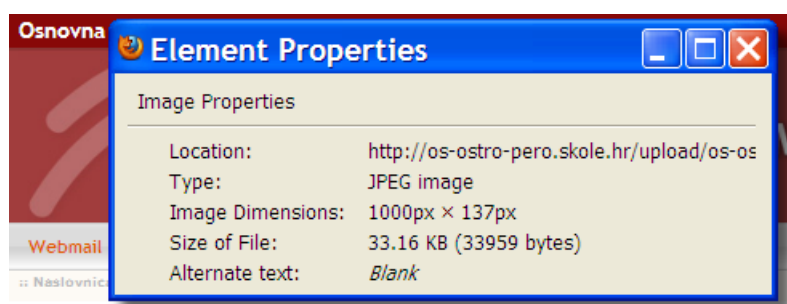 Osnovna
Element Properties
Image Properties
Location: http://os-ostro-pero.skole.hr/upload/os-os
Type: JPEG image
Image Dimensions: 1000px × 137px
Size of File: 33.16 KB (33959 bytes)
Alternate text: Blank
Webmail
:: Naslovnica